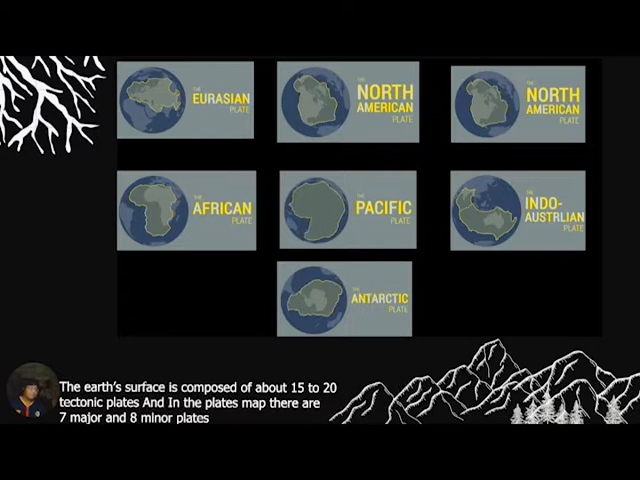 THE
EURASIAN
PLATE
THE
NORTH
AMERICAN
PLATE
THE
NORTH
AMERICAN
PLATE
THE
AFRICAN
PLATE
THE
PACIFIC
PLATE
THE
INDO-
AUSTRLIAN
PLATE
THE
ANTARCTIC
PLATE
The earth's surface is composed of about 15 to 20
tectonic plates And In the plates map there are
7 major and 8 minor plates